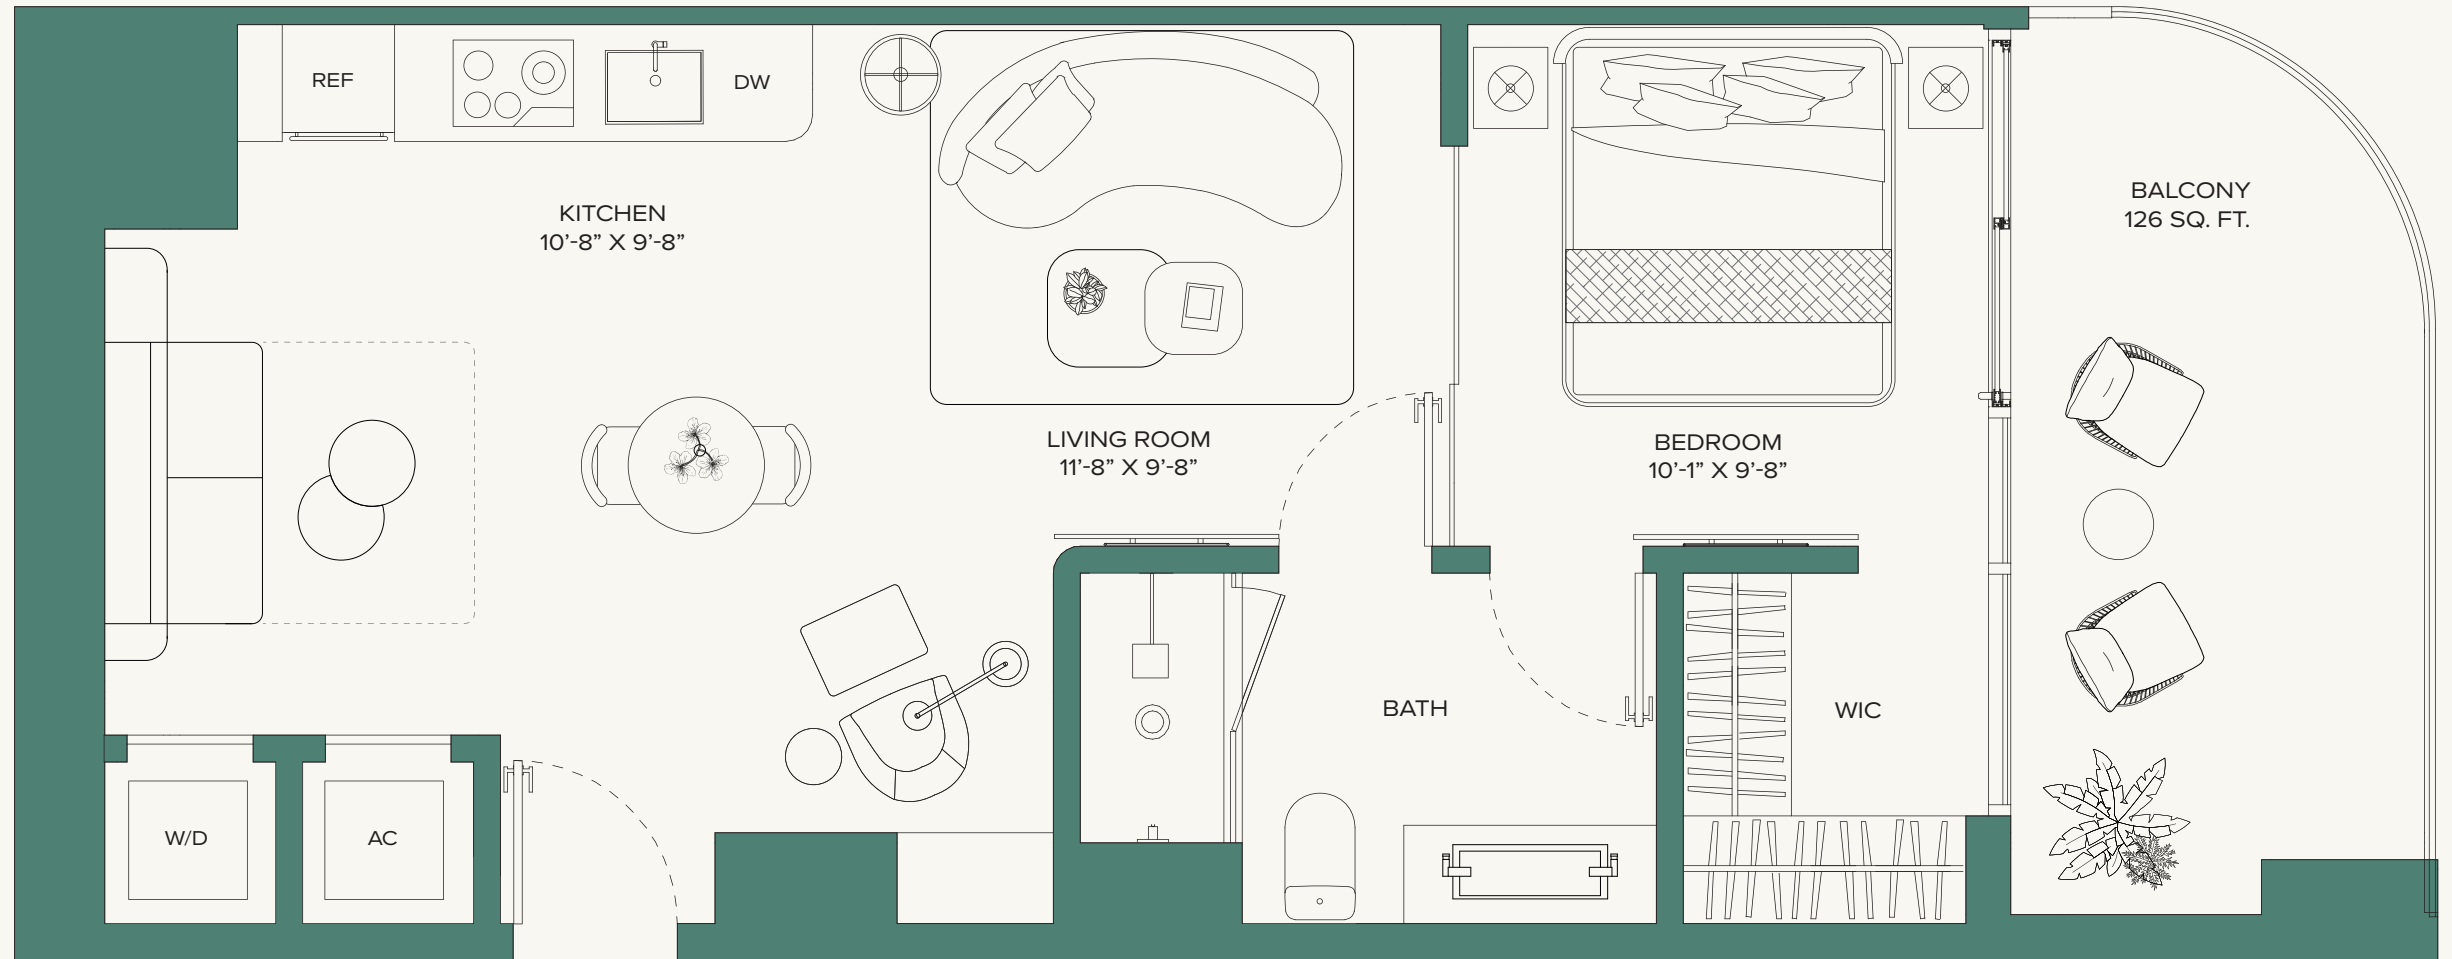 REF
DW
KITCHEN
10’-8” X 9’-8”
BALCONY
126 SQ. FT.
LIVING ROOM
11’-8” X 9’-8”
BEDROOM
10’-1” X 9’-8”
BATH
WIC
W/D
AC